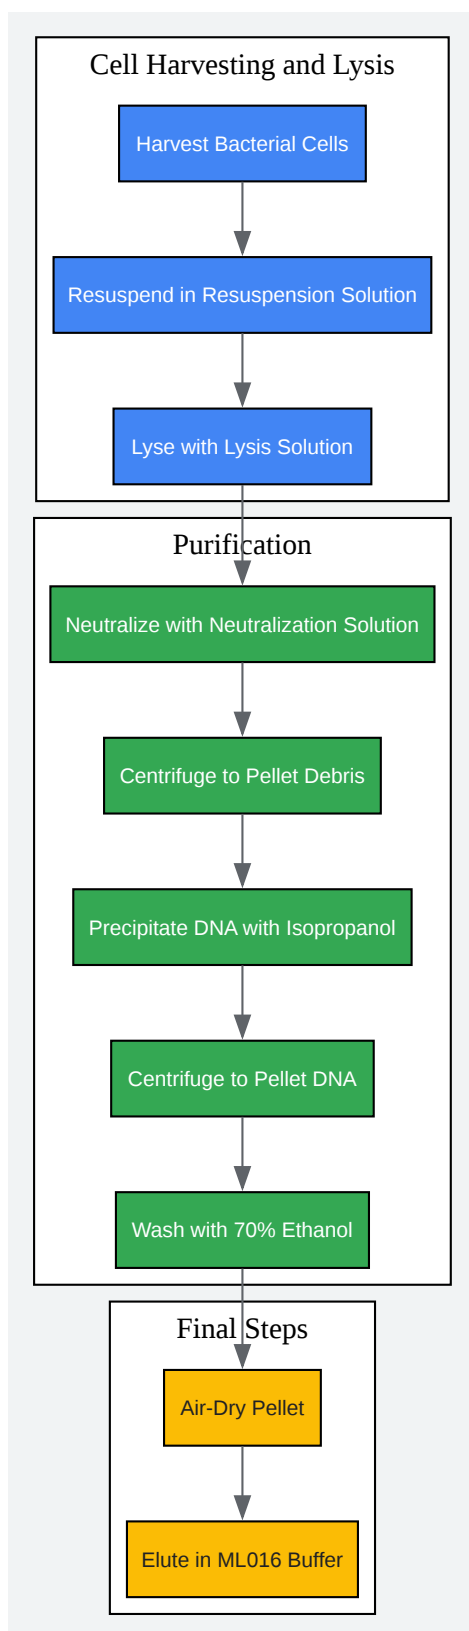 Cell Harvesting and Lysis
Harvest Bacterial Cells
Resuspend in Resuspension Solution
Lyse with Lysis Solution
Purification
Neutralize with Neutralization Solution
Centrifuge to Pellet Debris
Precipitate DNA with Isopropanol
Centrifuge to Pellet DNA
Wash with 70% Ethanol
Final Steps
Air-Dry Pellet
Elute in ML016 Buffer